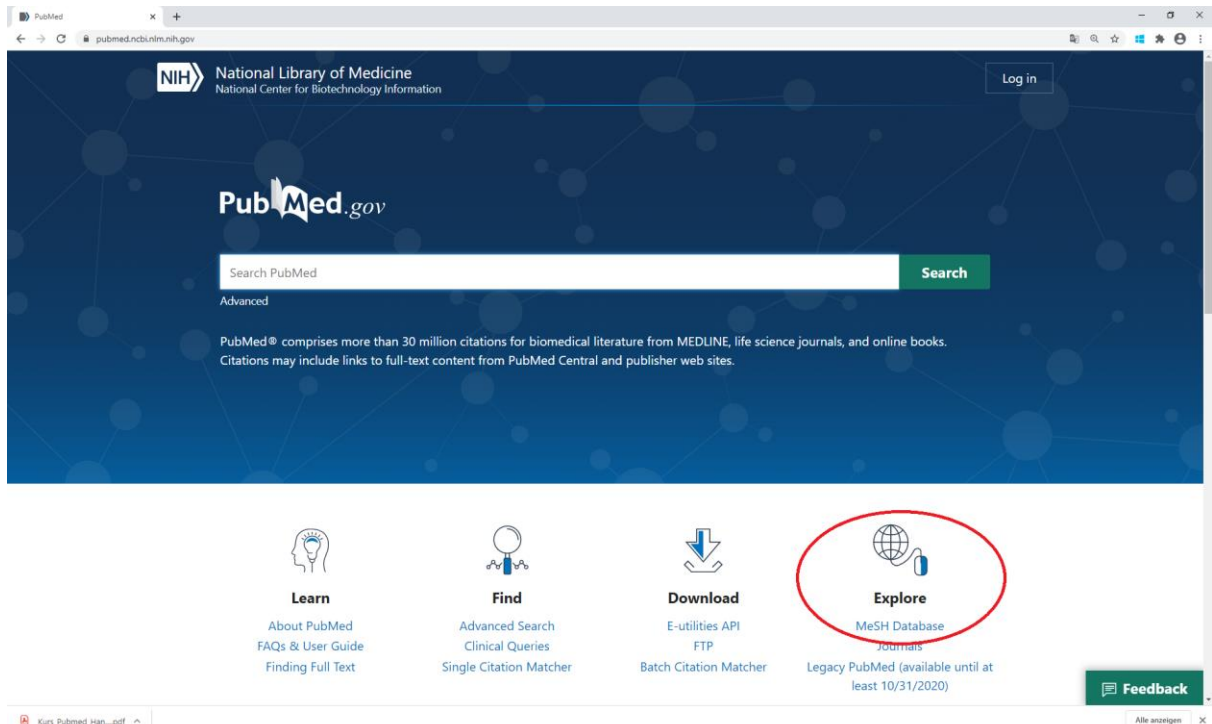 PubMed
pubmed.ncbi.nlm.nih.gov
NIH
National Library of Medicine
National Center for Biotechnology Information
Log in
PubMed.gov
Search PubMed
Search
Advanced
PubMed® comprises more than 30 million citations for biomedical literature from MEDLINE, life science journals, and online books.
Citations may include links to full-text content from PubMed Central and publisher web sites.
Learn
About PubMed
FAQs & User Guide
Finding Full Text
Find
Advanced Search
Clinical Queries
Single Citation Matcher
Download
E-utilities API
FTP
Batch Citation Matcher
Explore
MeSH Database
Journals
Legacy PubMed (available until at
least 10/31/2020)
Feedback
Kurs_Pubmed_Han....pdf
Alle anzeigen